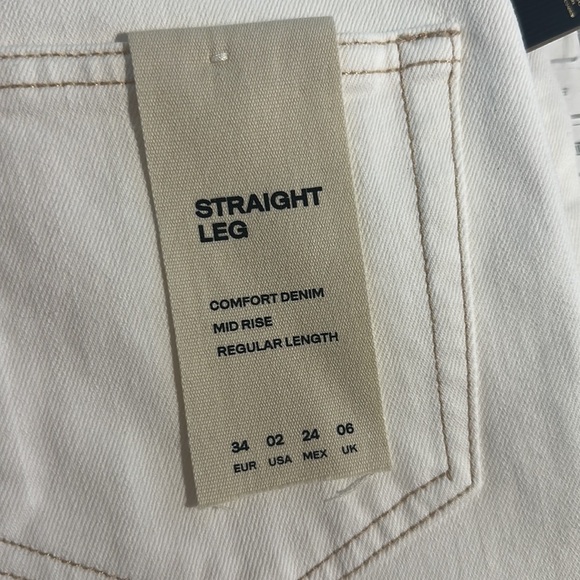 STRAIGHT
LEG
COMFORT DENIM
MID RISE
REGULAR LENGTH
34 02 24 06
EUR USA MEX UK